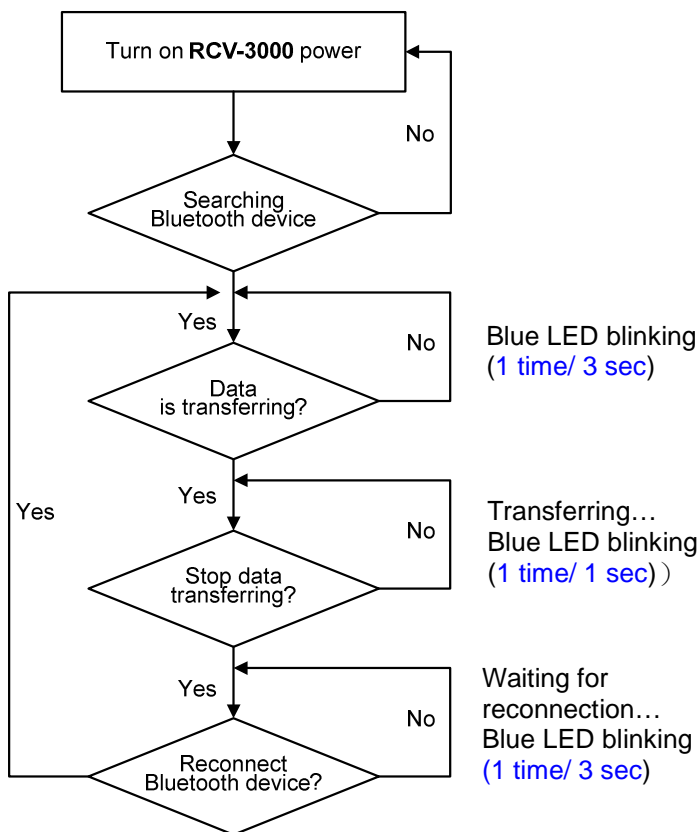 Turn on RCV-3000 power
No
Searching
Bluetooth device
Yes
No
Blue LED blinking
(1 time/ 3 sec)
Data
is transferring?
Yes
Yes
No
Transferring…
Blue LED blinking
(1 time/ 1 sec)）
Stop data
transferring?
Yes
No
Waiting for
reconnection…
Blue LED blinking
(1 time/ 3 sec)
Reconnect
Bluetooth device?